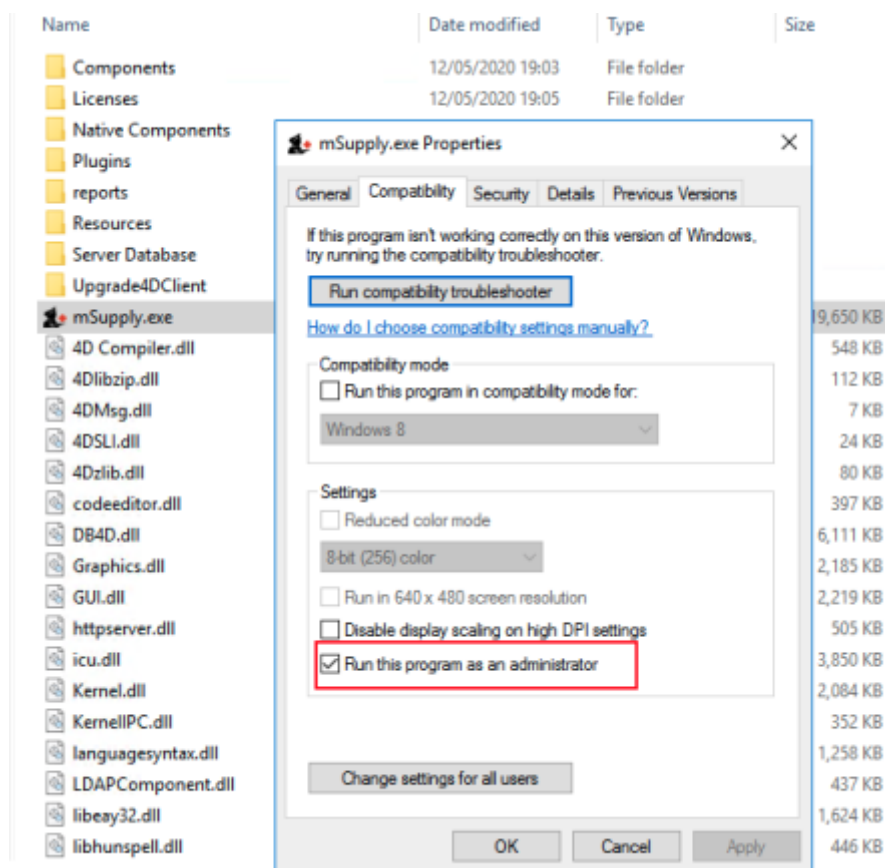 Name Date modified Type Size
Components 12/05/2020 19:03 File folder
Licenses 12/05/2020 19:05 File folder
Native Components
Plugins
reports
Resources
Server Database
Upgrade4DClient
mSupply.exe 19,650 KB
4D Compiler.dll 548 KB
4Dlibzip.dll 112 KB
4DMsg.dll 7 KB
4DSLI.dll 24 KB
4Dzlib.dll 80 KB
codeeditor.dll 397 KB
DB4D.dll 6,111 KB
Graphics.dll 2,185 KB
GUI.dll 2,219 KB
httpserver.dll 505 KB
icu.dll 3,850 KB
Kernel.dll 2,084 KB
KernelIPC.dll 352 KB
languagesyntax.dll 1,258 KB
LDAPComponent.dll 437 KB
libeay32.dll 1,624 KB
libhunspell.dll 446 KB
mSupply.exe Properties
General Compatibility Security Details Previous Versions
If this program isn't working correctly on this version of Windows,
try running the compatibility troubleshooter.
Run compatibility troubleshooter
How do I choose compatibility settings manually?
Compatibility mode
Run this program in compatibility mode for:
Windows 8
Settings
Reduced color mode
8-bit (256) color
Run in 640 x 480 screen resolution
Disable display scaling on high DPI settings
Run this program as an administrator
Change settings for all users
OK Cancel Apply